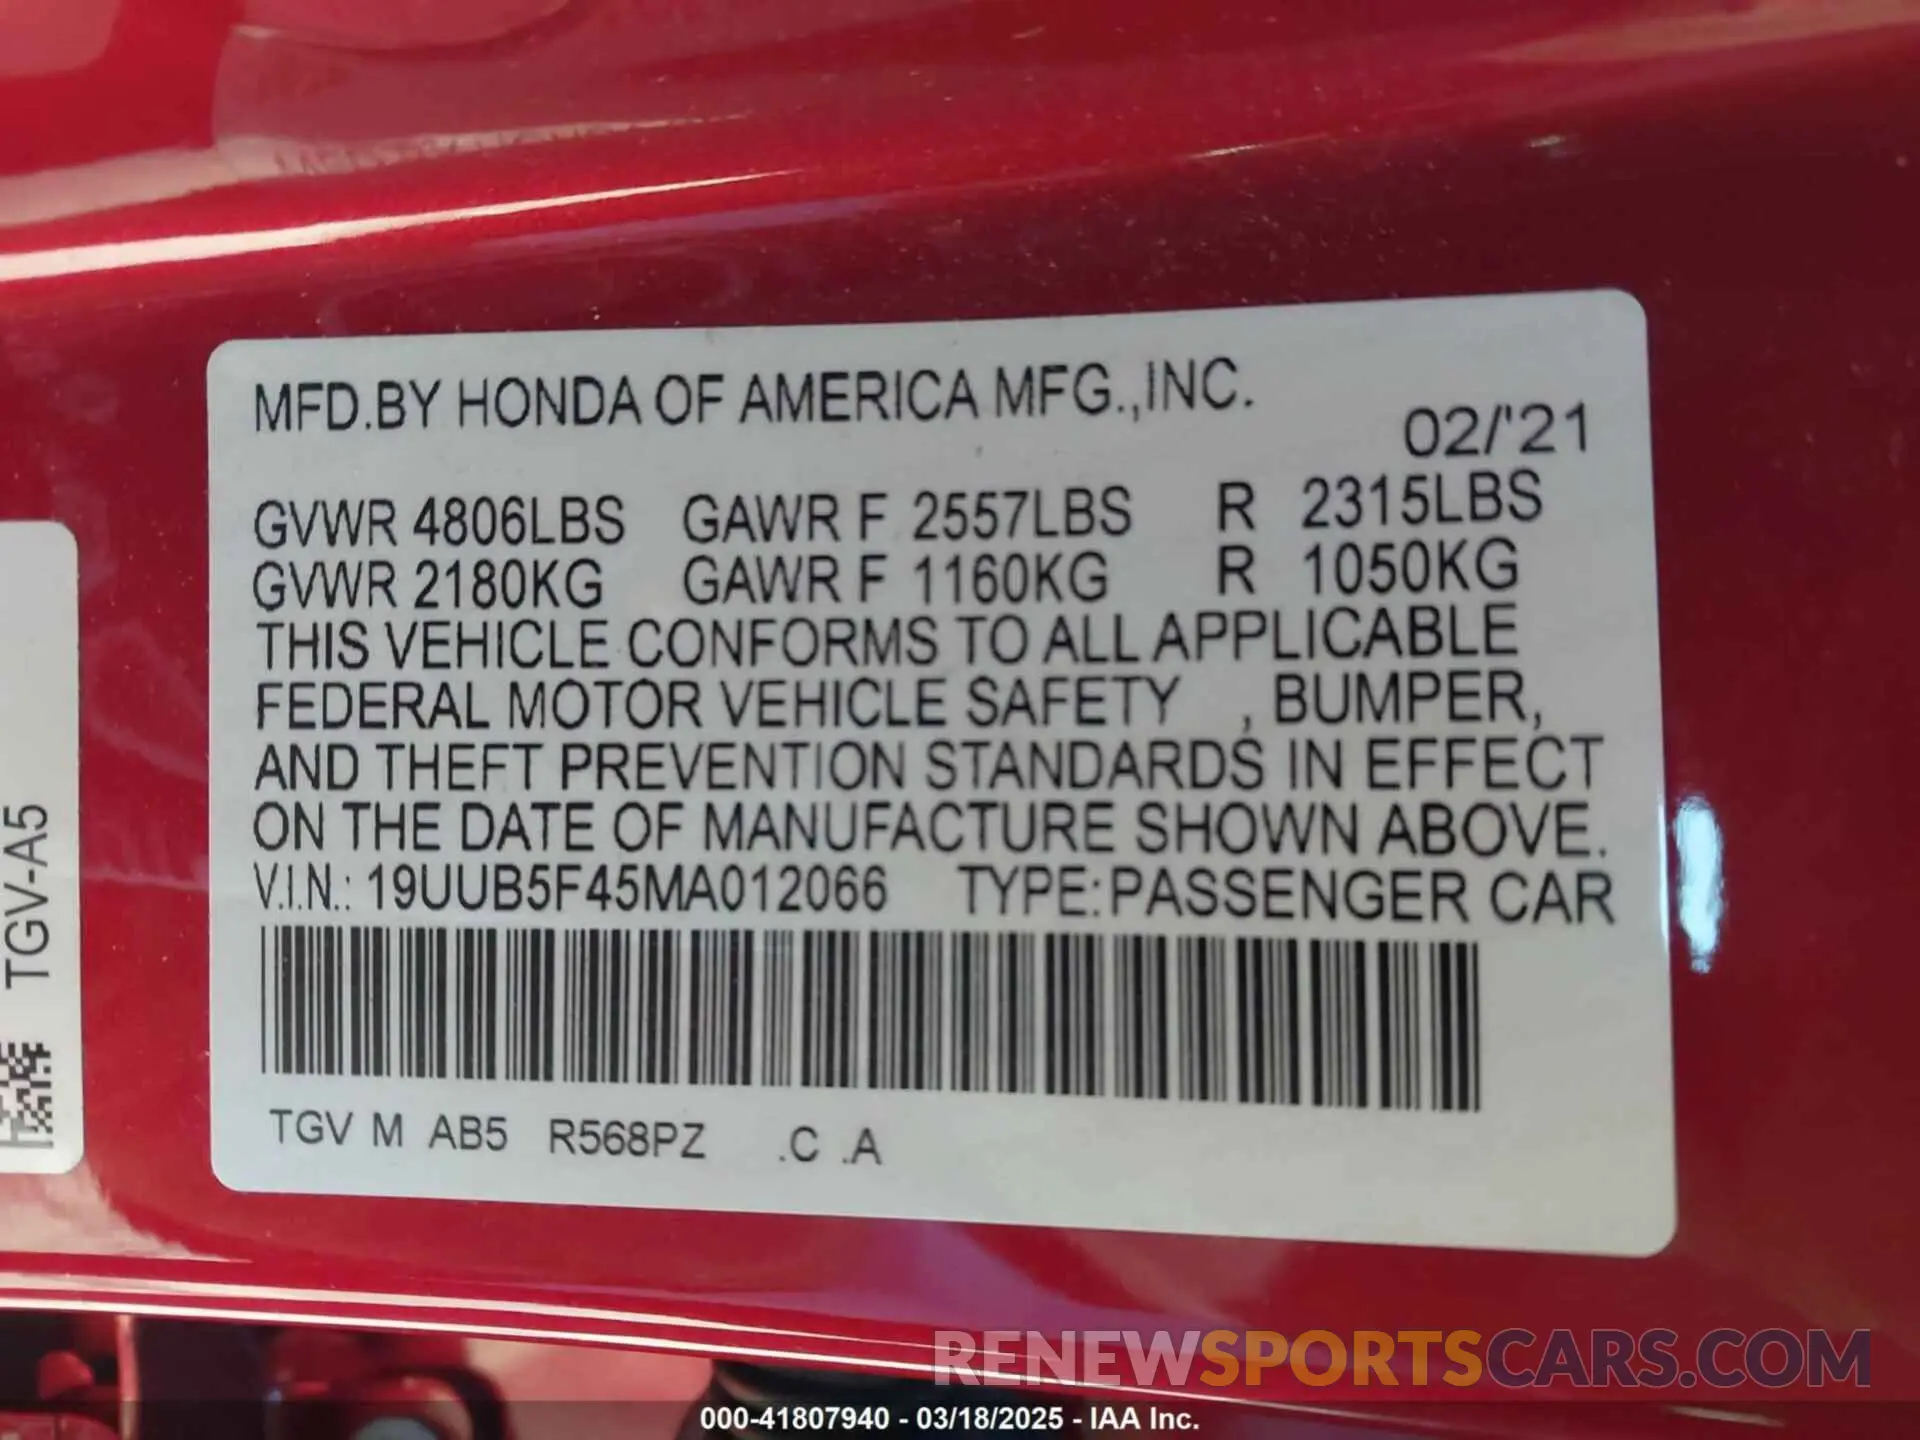 MFD.BY HONDA OF AMERICA MFG.,INC.
02/'21
GVWR 4806LBS GAWR F 2557LBS R 2315LBS
GVWR 2180KG GAWR F 1160KG R 1050KG
THIS VEHICLE CONFORMS TO ALL APPLICABLE
FEDERAL MOTOR VEHICLE SAFETY , BUMPER,
AND THEFT PREVENTION STANDARDS IN EFFECT
ON THE DATE OF MANUFACTURE SHOWN ABOVE.
V.I.N.: 19UUB5F45MA012066 TYPE:PASSENGER CAR
TGV M AB5 R568PZ .C .A
TGV-A5
RENEWSPORTSCARS.COM
000-41807940 - 03/18/2025 - IAA Inc.